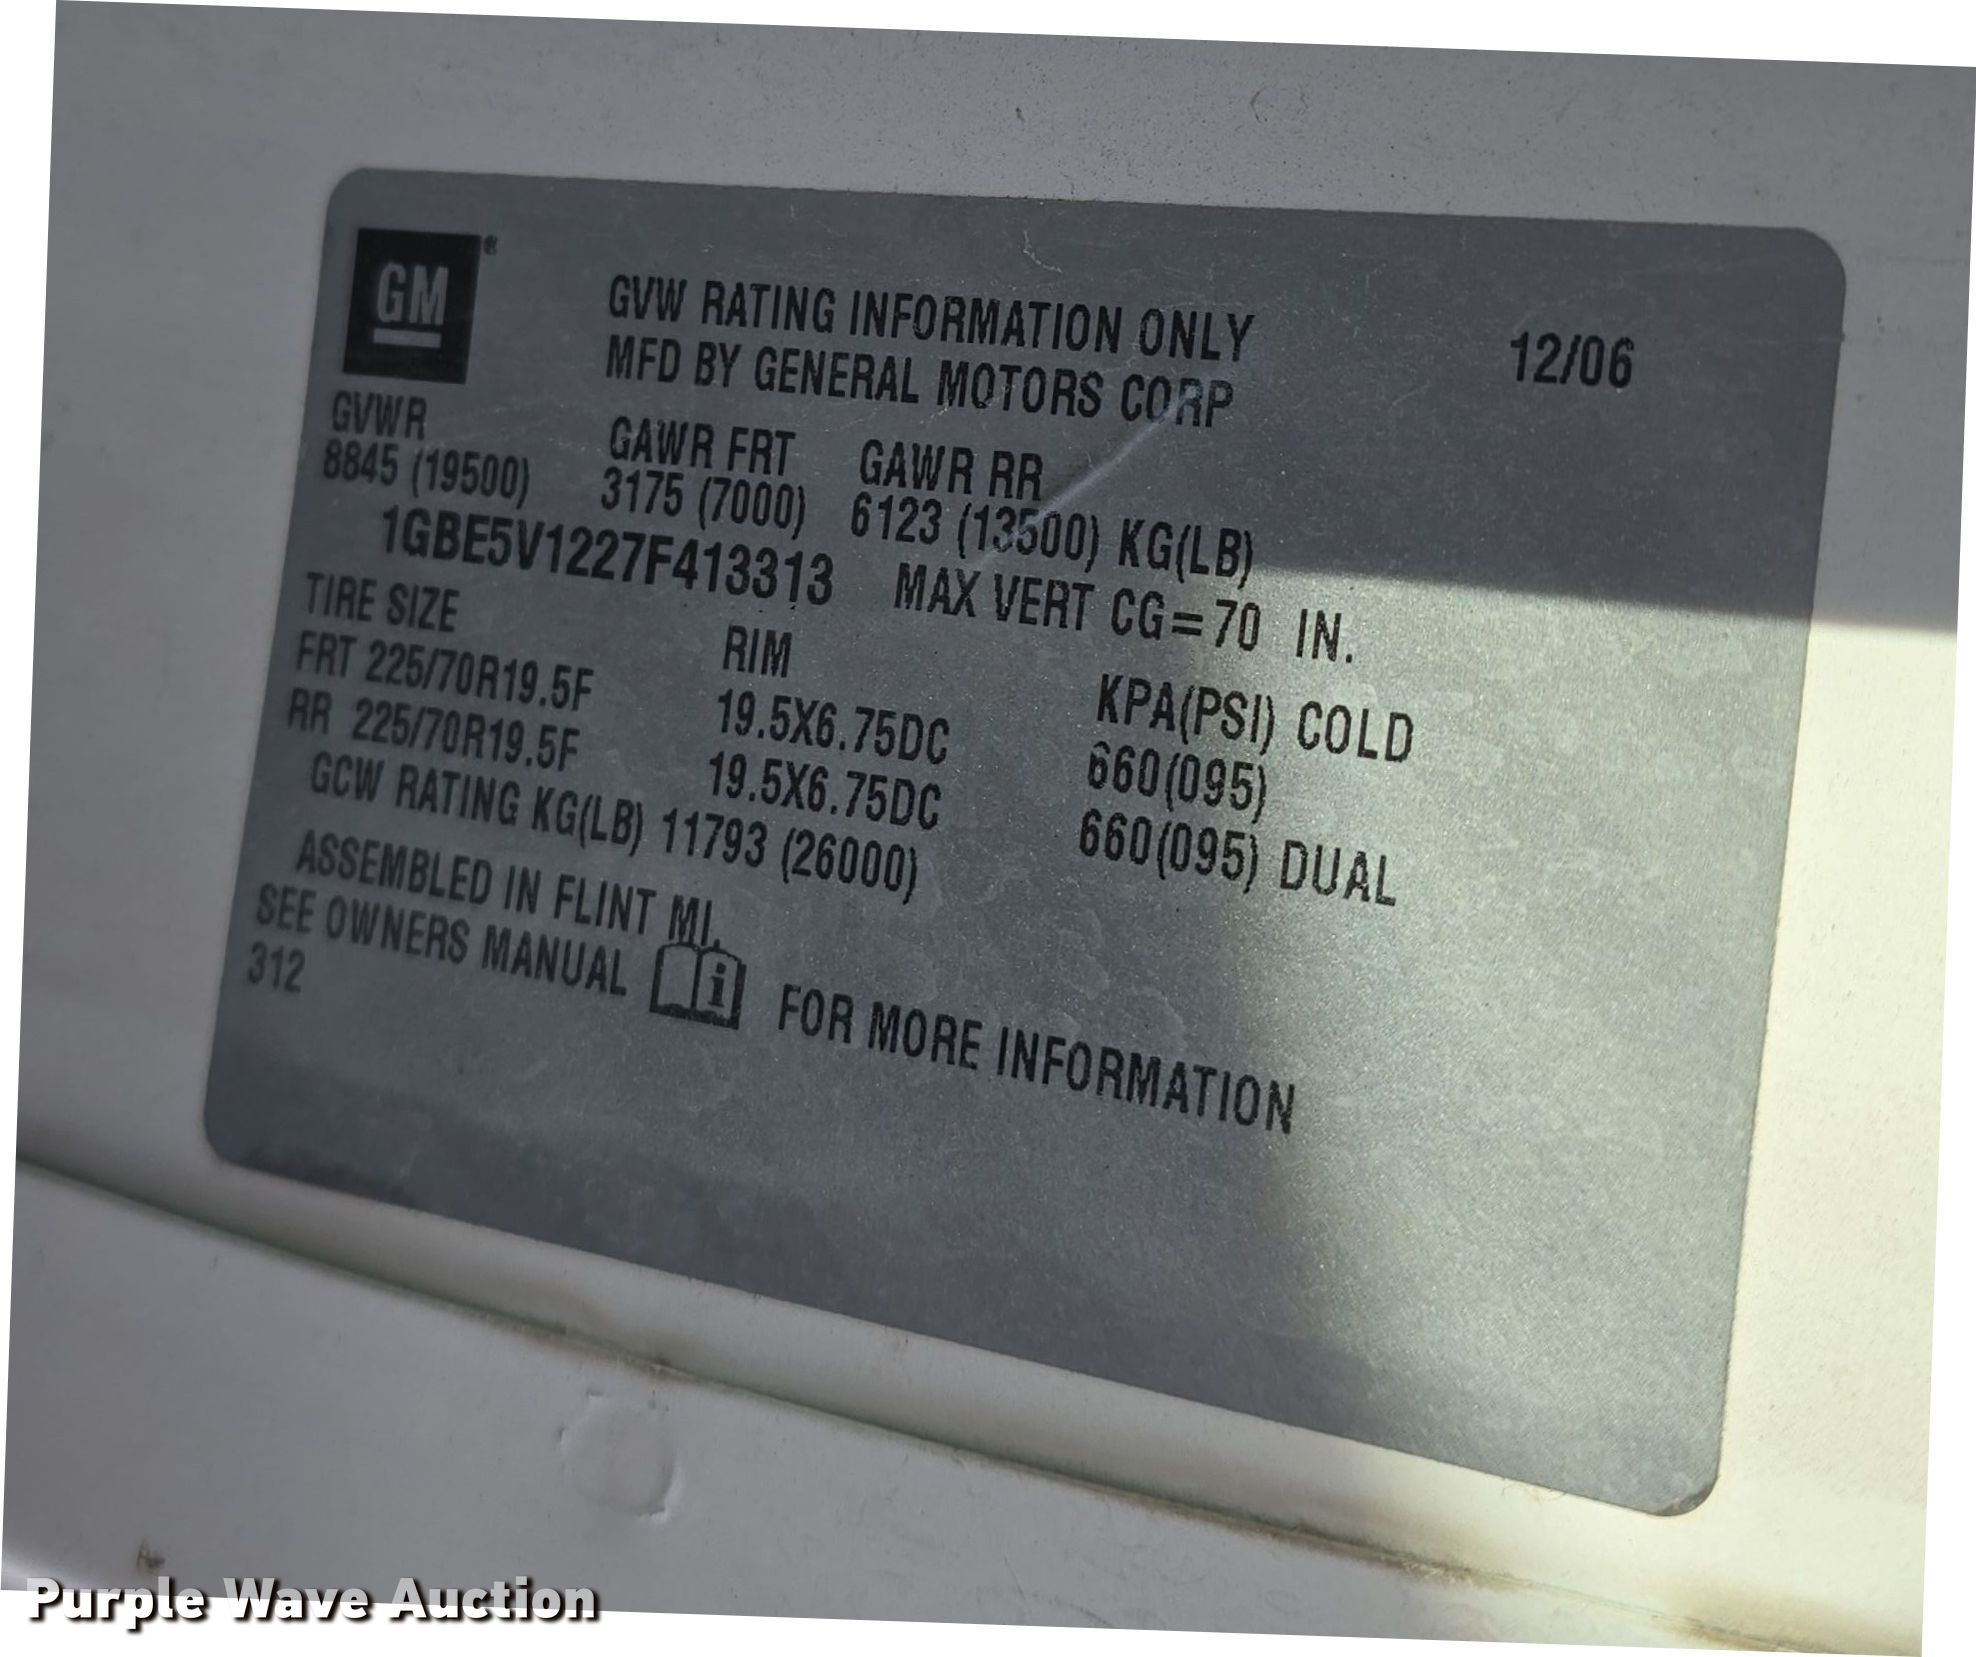 GM®
GVW RATING INFORMATION ONLY 12/06
MFD BY GENERAL MOTORS CORP
GVWR GAWR FRT GAWR RR
8845 (19500) 3175 (7000) 6123 (13500) KG(LB)
1GBE5V1227F413313 MAX VERT CG=70 IN.
TIRE SIZE RIM KPA(PSI) COLD
FRT 225/70R19.5F 19.5X6.75DC 660(095)
RR 225/70R19.5F 19.5X6.75DC 660(095) DUAL
GCW RATING KG(LB) 11793 (26000)
ASSEMBLED IN FLINT MI.
SEE OWNERS MANUAL i FOR MORE INFORMATION
312
Purple Wave Auction